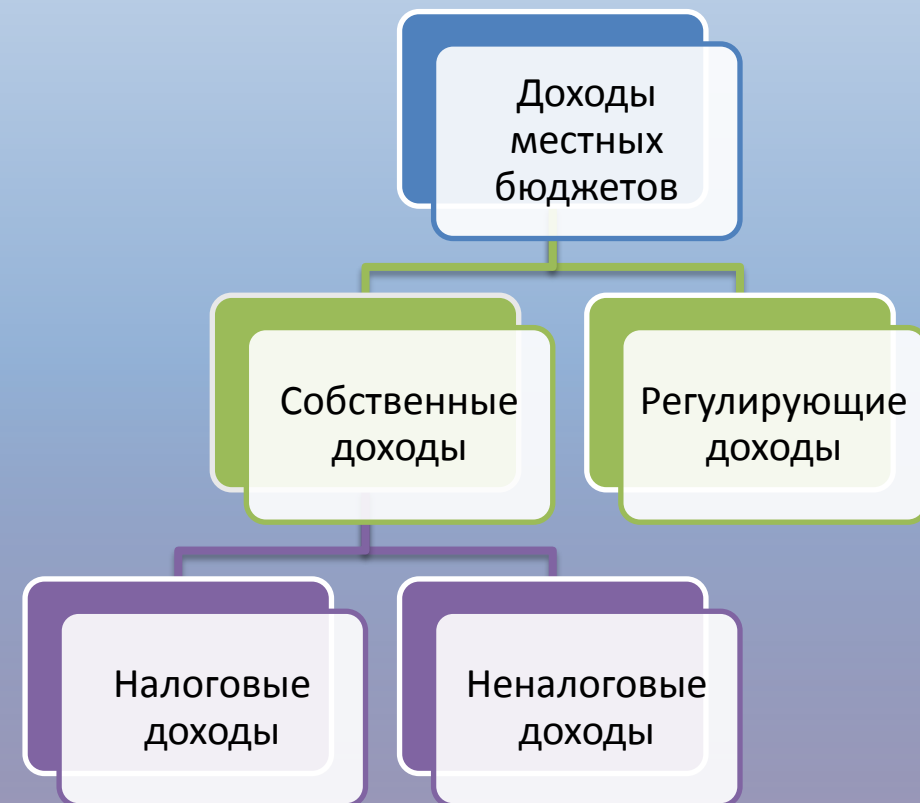 Доходы
местных
бюджетов
Собственные
доходы
Регулирующие
доходы
Налоговые
доходы
Неналоговые
доходы